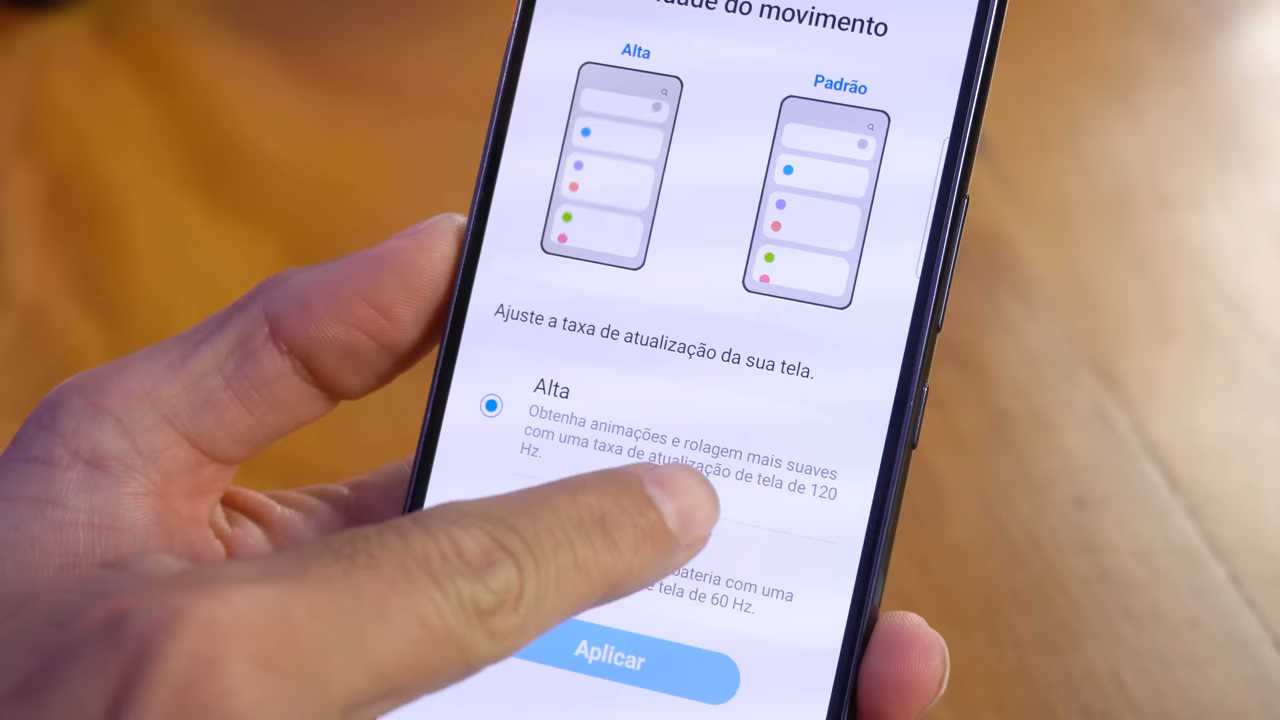 do movimento
Alta
Padrão
Ajuste a taxa de atualização da sua tela.
Alta
Obtenha animações e rolagem mais suaves
com uma taxa de atualização de tela de 120
Hz.
bateria com uma
tela de 60 Hz.
Aplicar